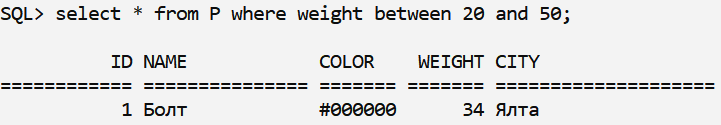 SQL> select * from P where weight between 20 and 50;
ID NAME COLOR WEIGHT CITY
============ =============== ======= ======= ====================
1 Болт #000000 34 Ялта